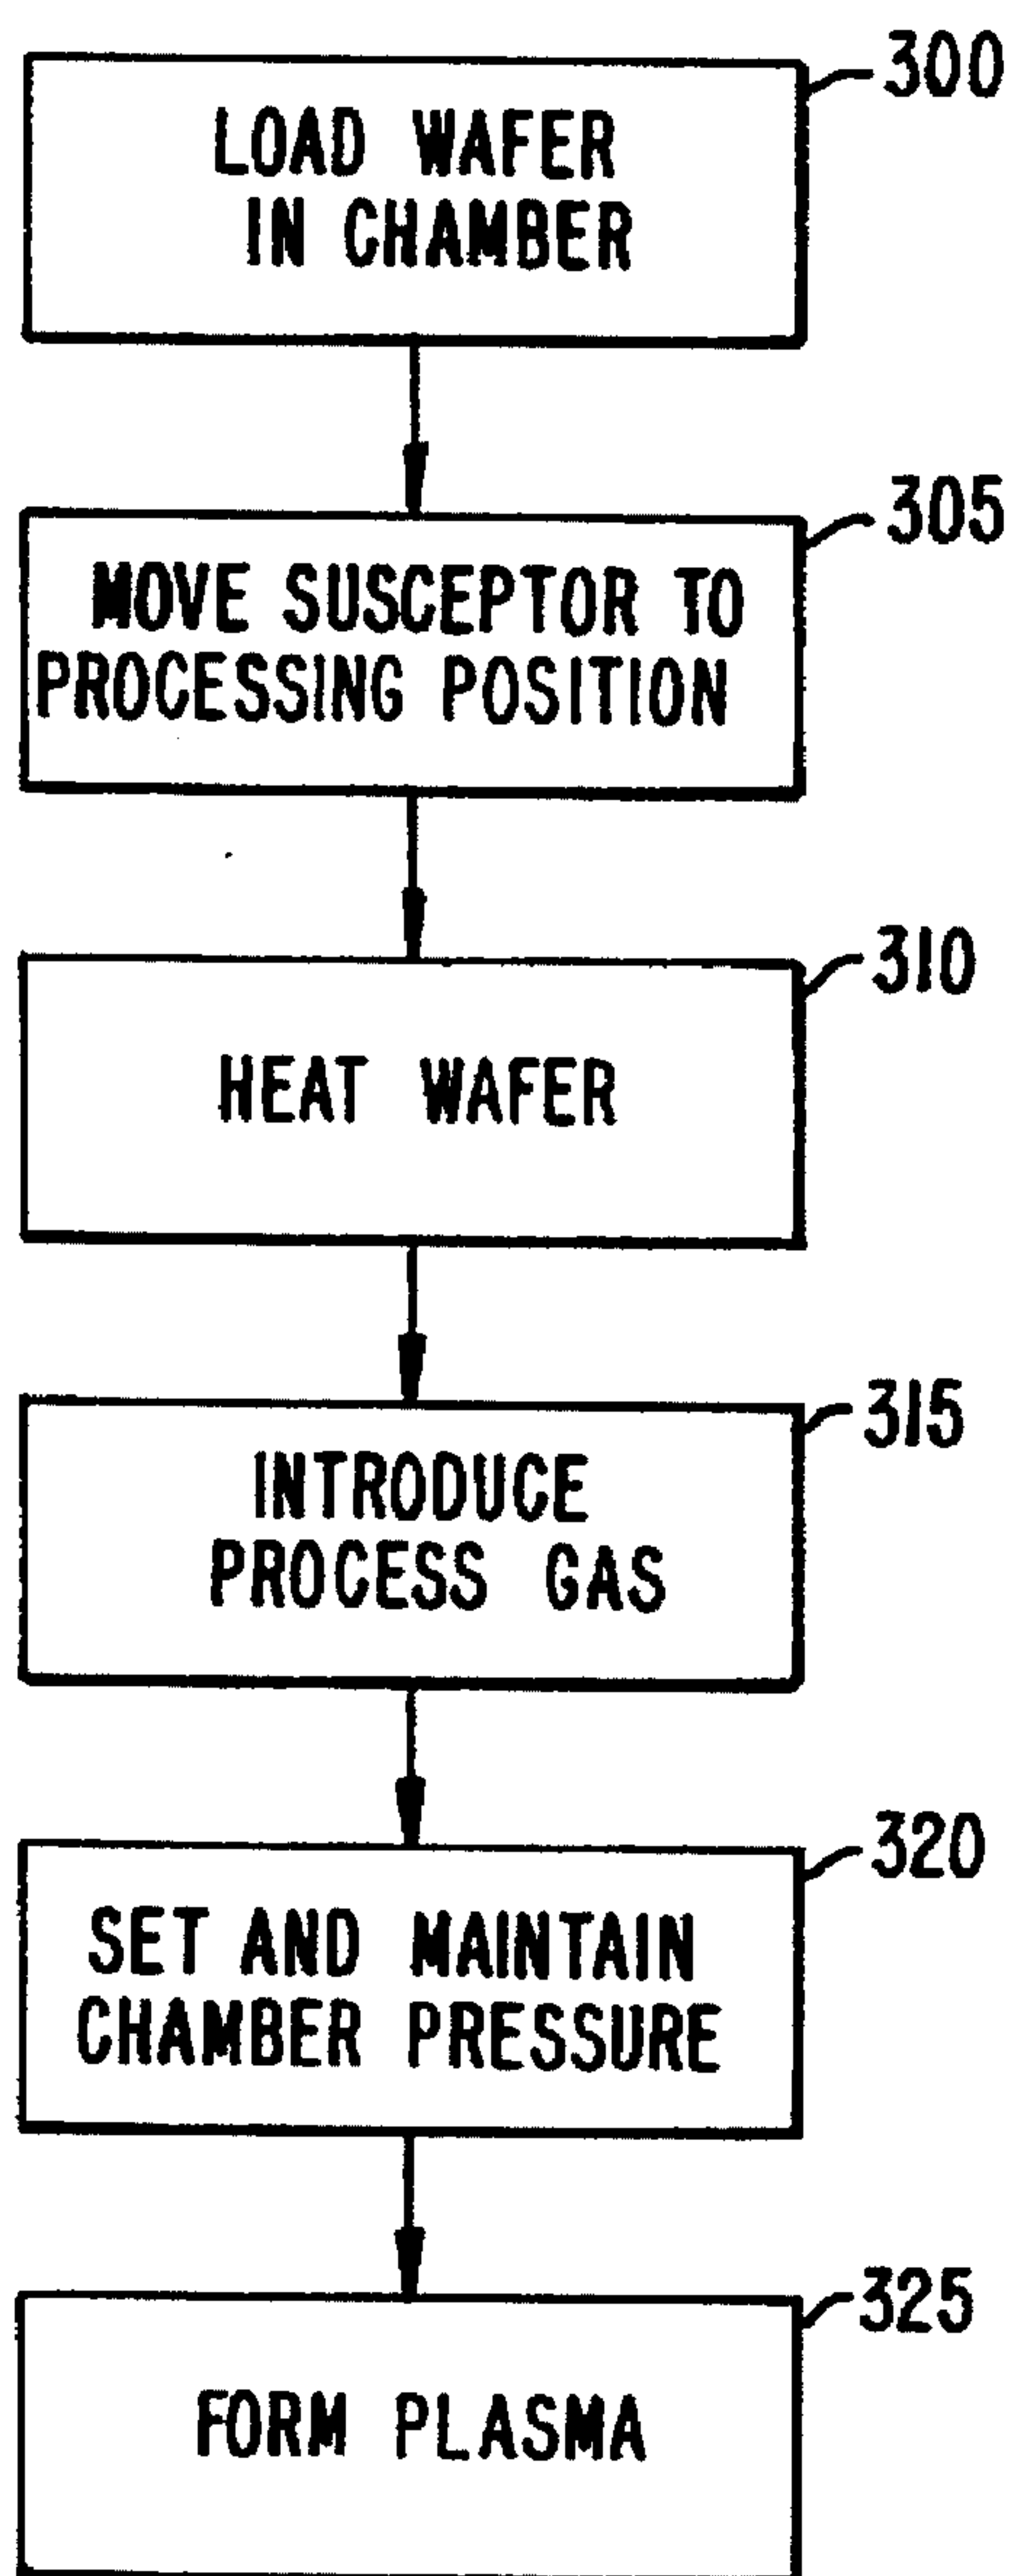 300
LOAD WAFER
IN CHAMBER
305
MOVE SUSCEPTOR TO
PROCESSING POSITION
310
HEAT WAFER
315
INTRODUCE
PROCESS GAS
320
SET AND MAINTAIN
CHAMBER PRESSURE
325
FORM PLASMA